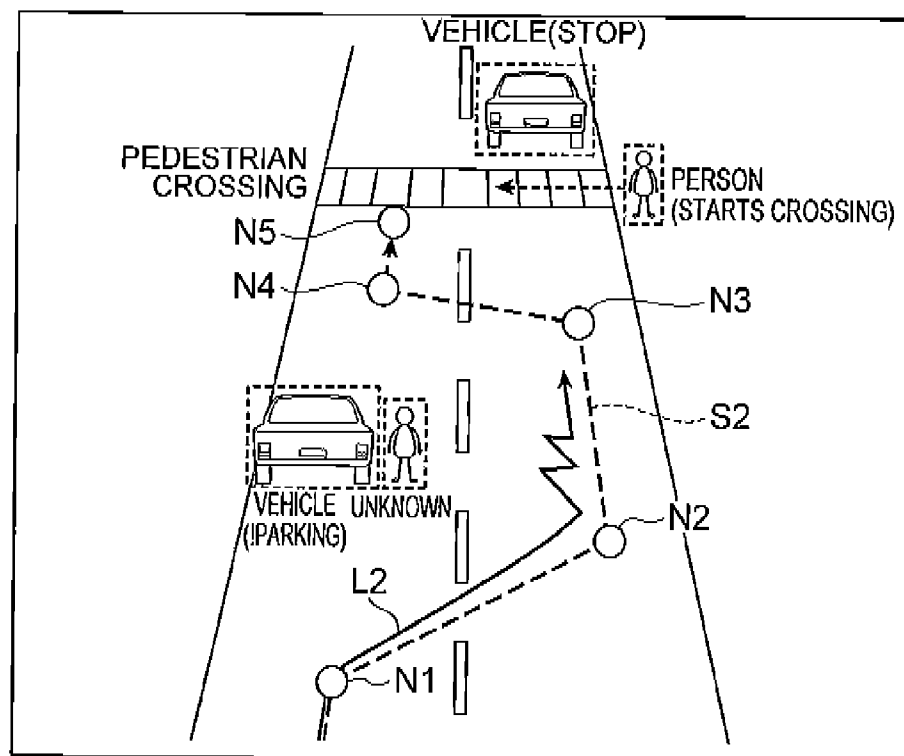 VEHICLE(STOP)
PEDESTRIAN
CROSSING
PERSON
(STARTS CROSSING)
N5
N4
N3
S2
VEHICLE
(!PARKING)
UNKNOWN
N2
L2
N1